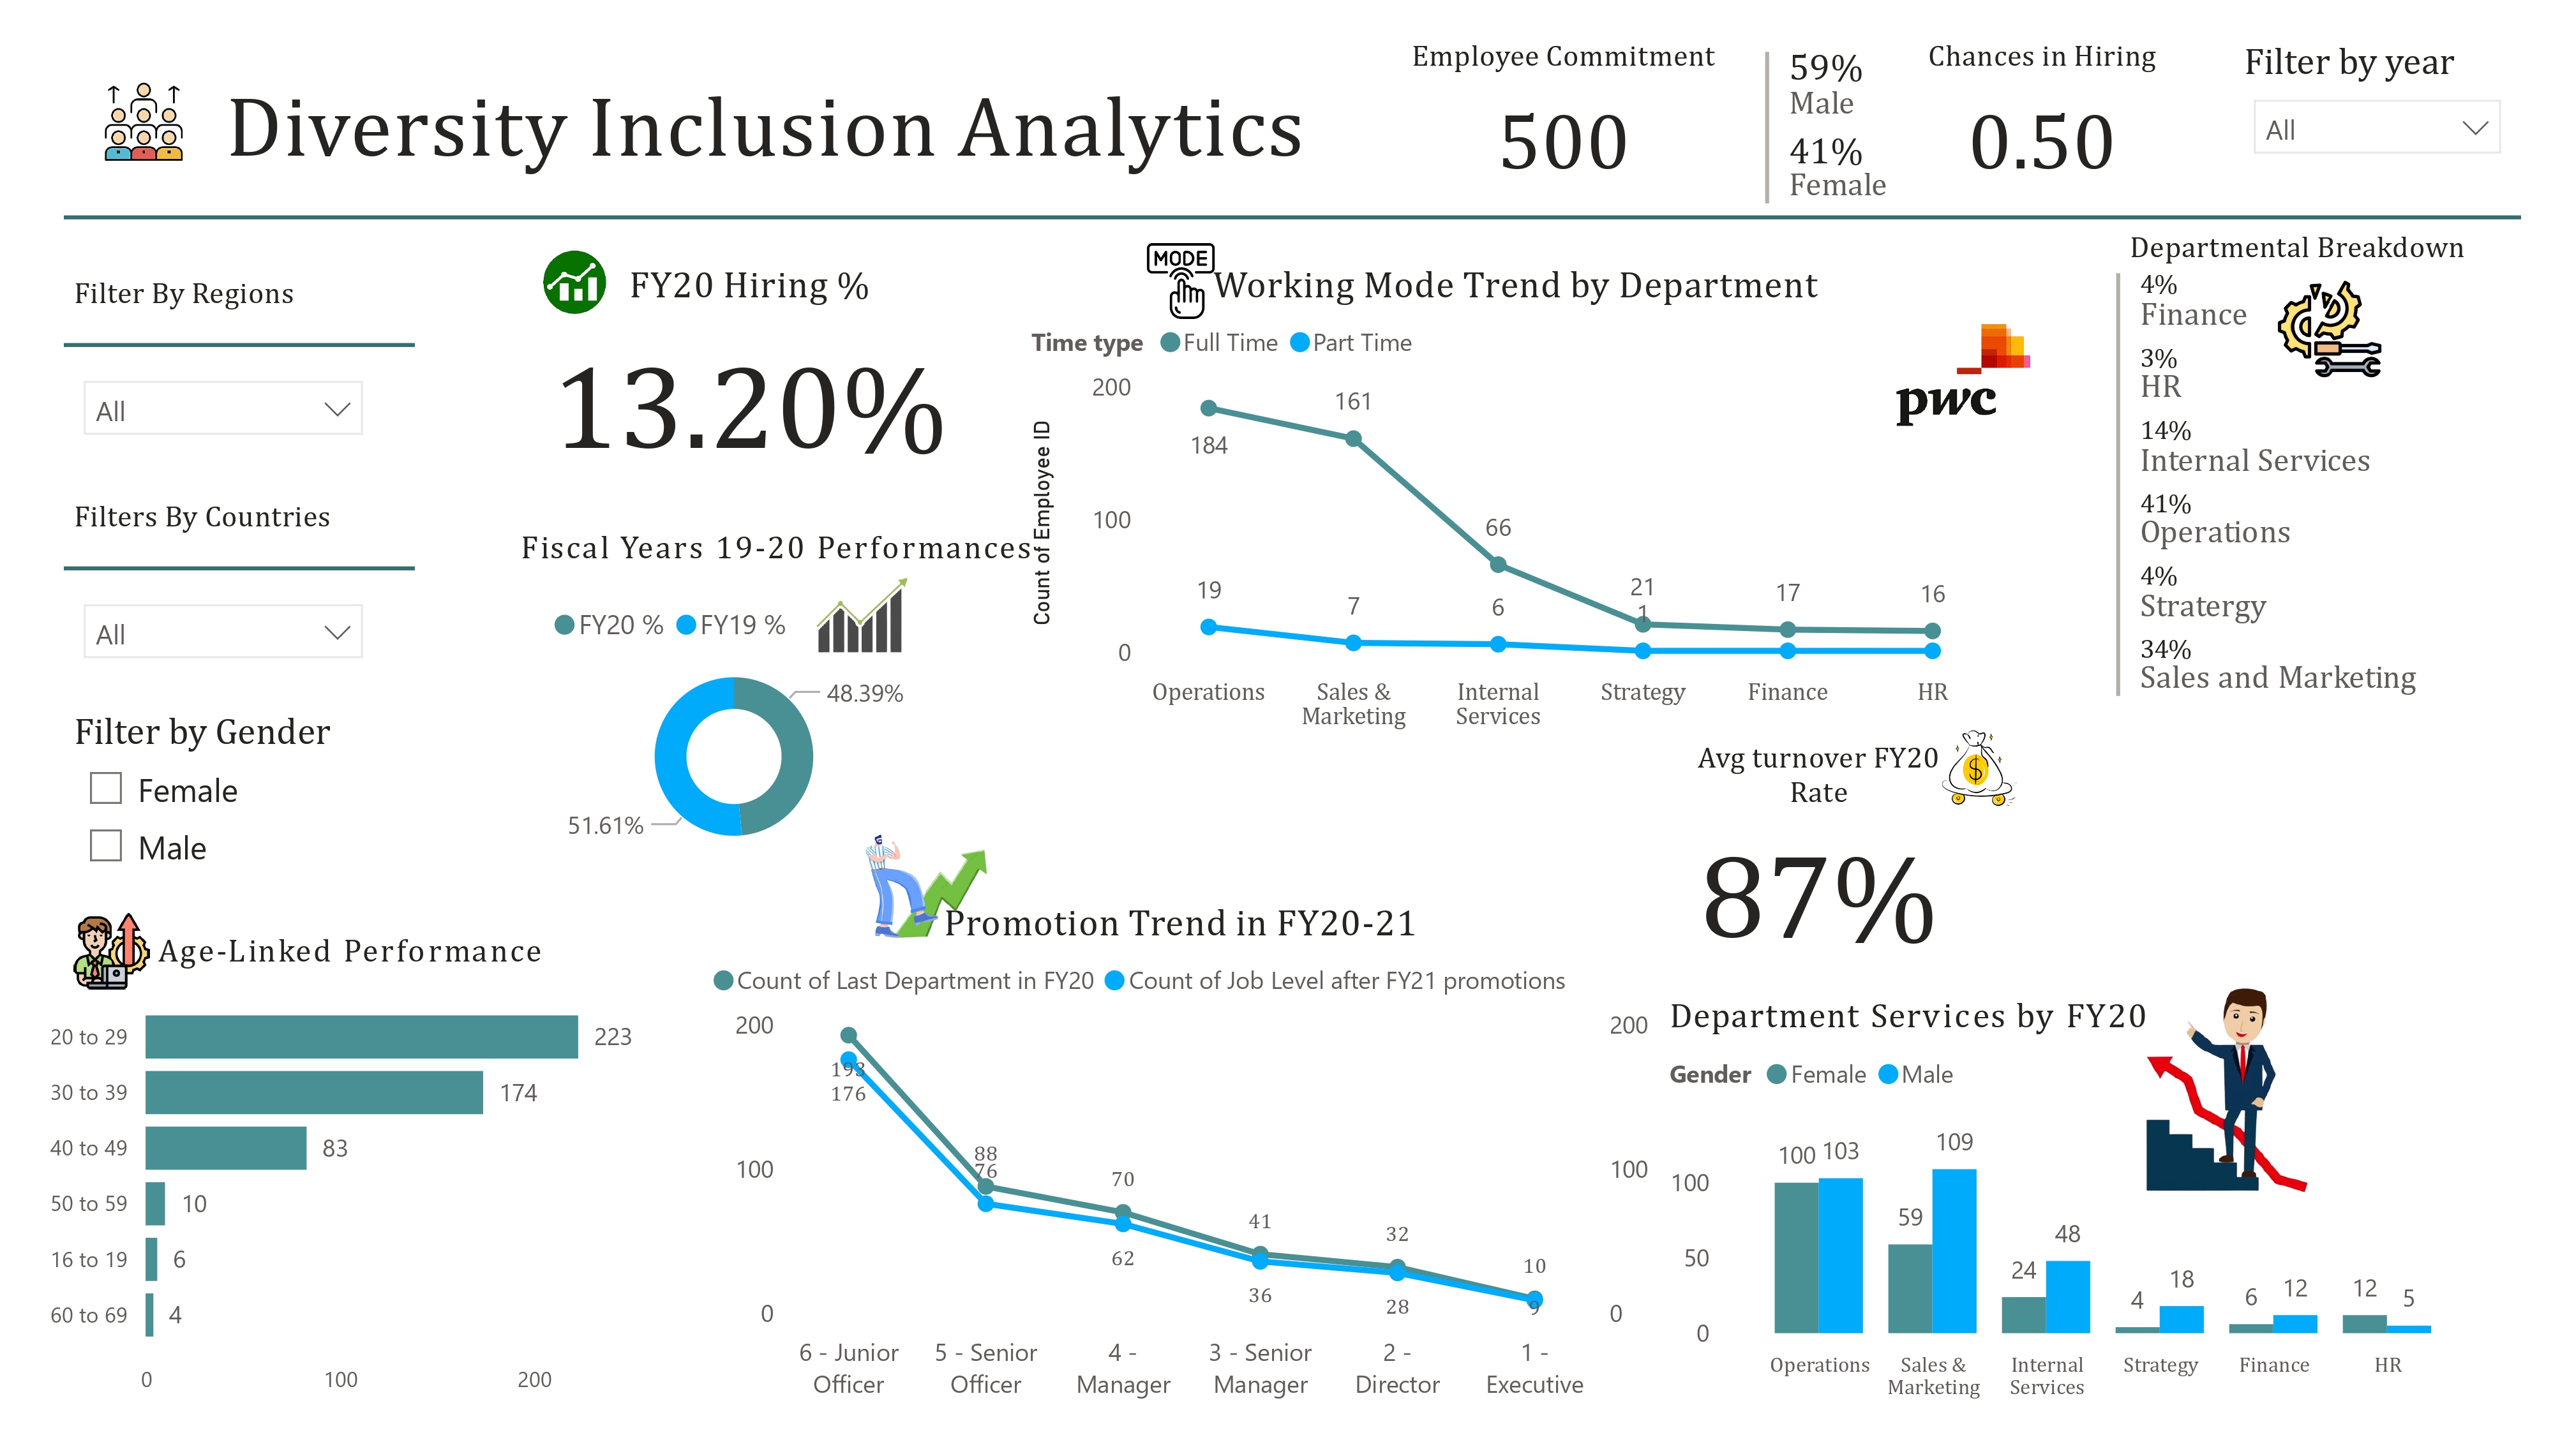 Diversity Inclusion Analytics
Employee Commitment
500
59%
Male
41%
Female
Chances in Hiring
0.50
Filter by year
All
Filter By Regions
All
Filters By Countries
All
Filter by Gender
Female
Male
FY20 Hiring %
13.20%
Fiscal Years 19-20 Performances
FY20 % FY19 %
48.39%
51.61%
MODE
Working Mode Trend by Department
Time type Full Time Part Time
Count of Employee ID
200
100
0
184
161
66
21
17
16
19
7
6
1
Operations
Sales &
Marketing
Internal
Services
Strategy
Finance
HR
pwc
Departmental Breakdown
4%
Finance
3%
HR
14%
Internal Services
41%
Operations
4%
Stratergy
34%
Sales and Marketing
Avg turnover FY20
Rate
$
87%
Age-Linked Performance
20 to 29 223
30 to 39 174
40 to 49 83
50 to 59 10
16 to 19 6
60 to 69 4
0 100 200
Promotion Trend in FY20-21
Count of Last Department in FY20 Count of Job Level after FY21 promotions
200
100
0
200
100
0
193
176
88
76
70
62
41
36
32
28
10
9
6 - Junior
Officer
5 - Senior
Officer
4 -
Manager
3 - Senior
Manager
2 -
Director
1 -
Executive
Department Services by FY20
Gender Female Male
100
50
0
100 103
59 109
24 48
4 18
6 12
12 5
Operations
Sales &
Marketing
Internal
Services
Strategy
Finance
HR